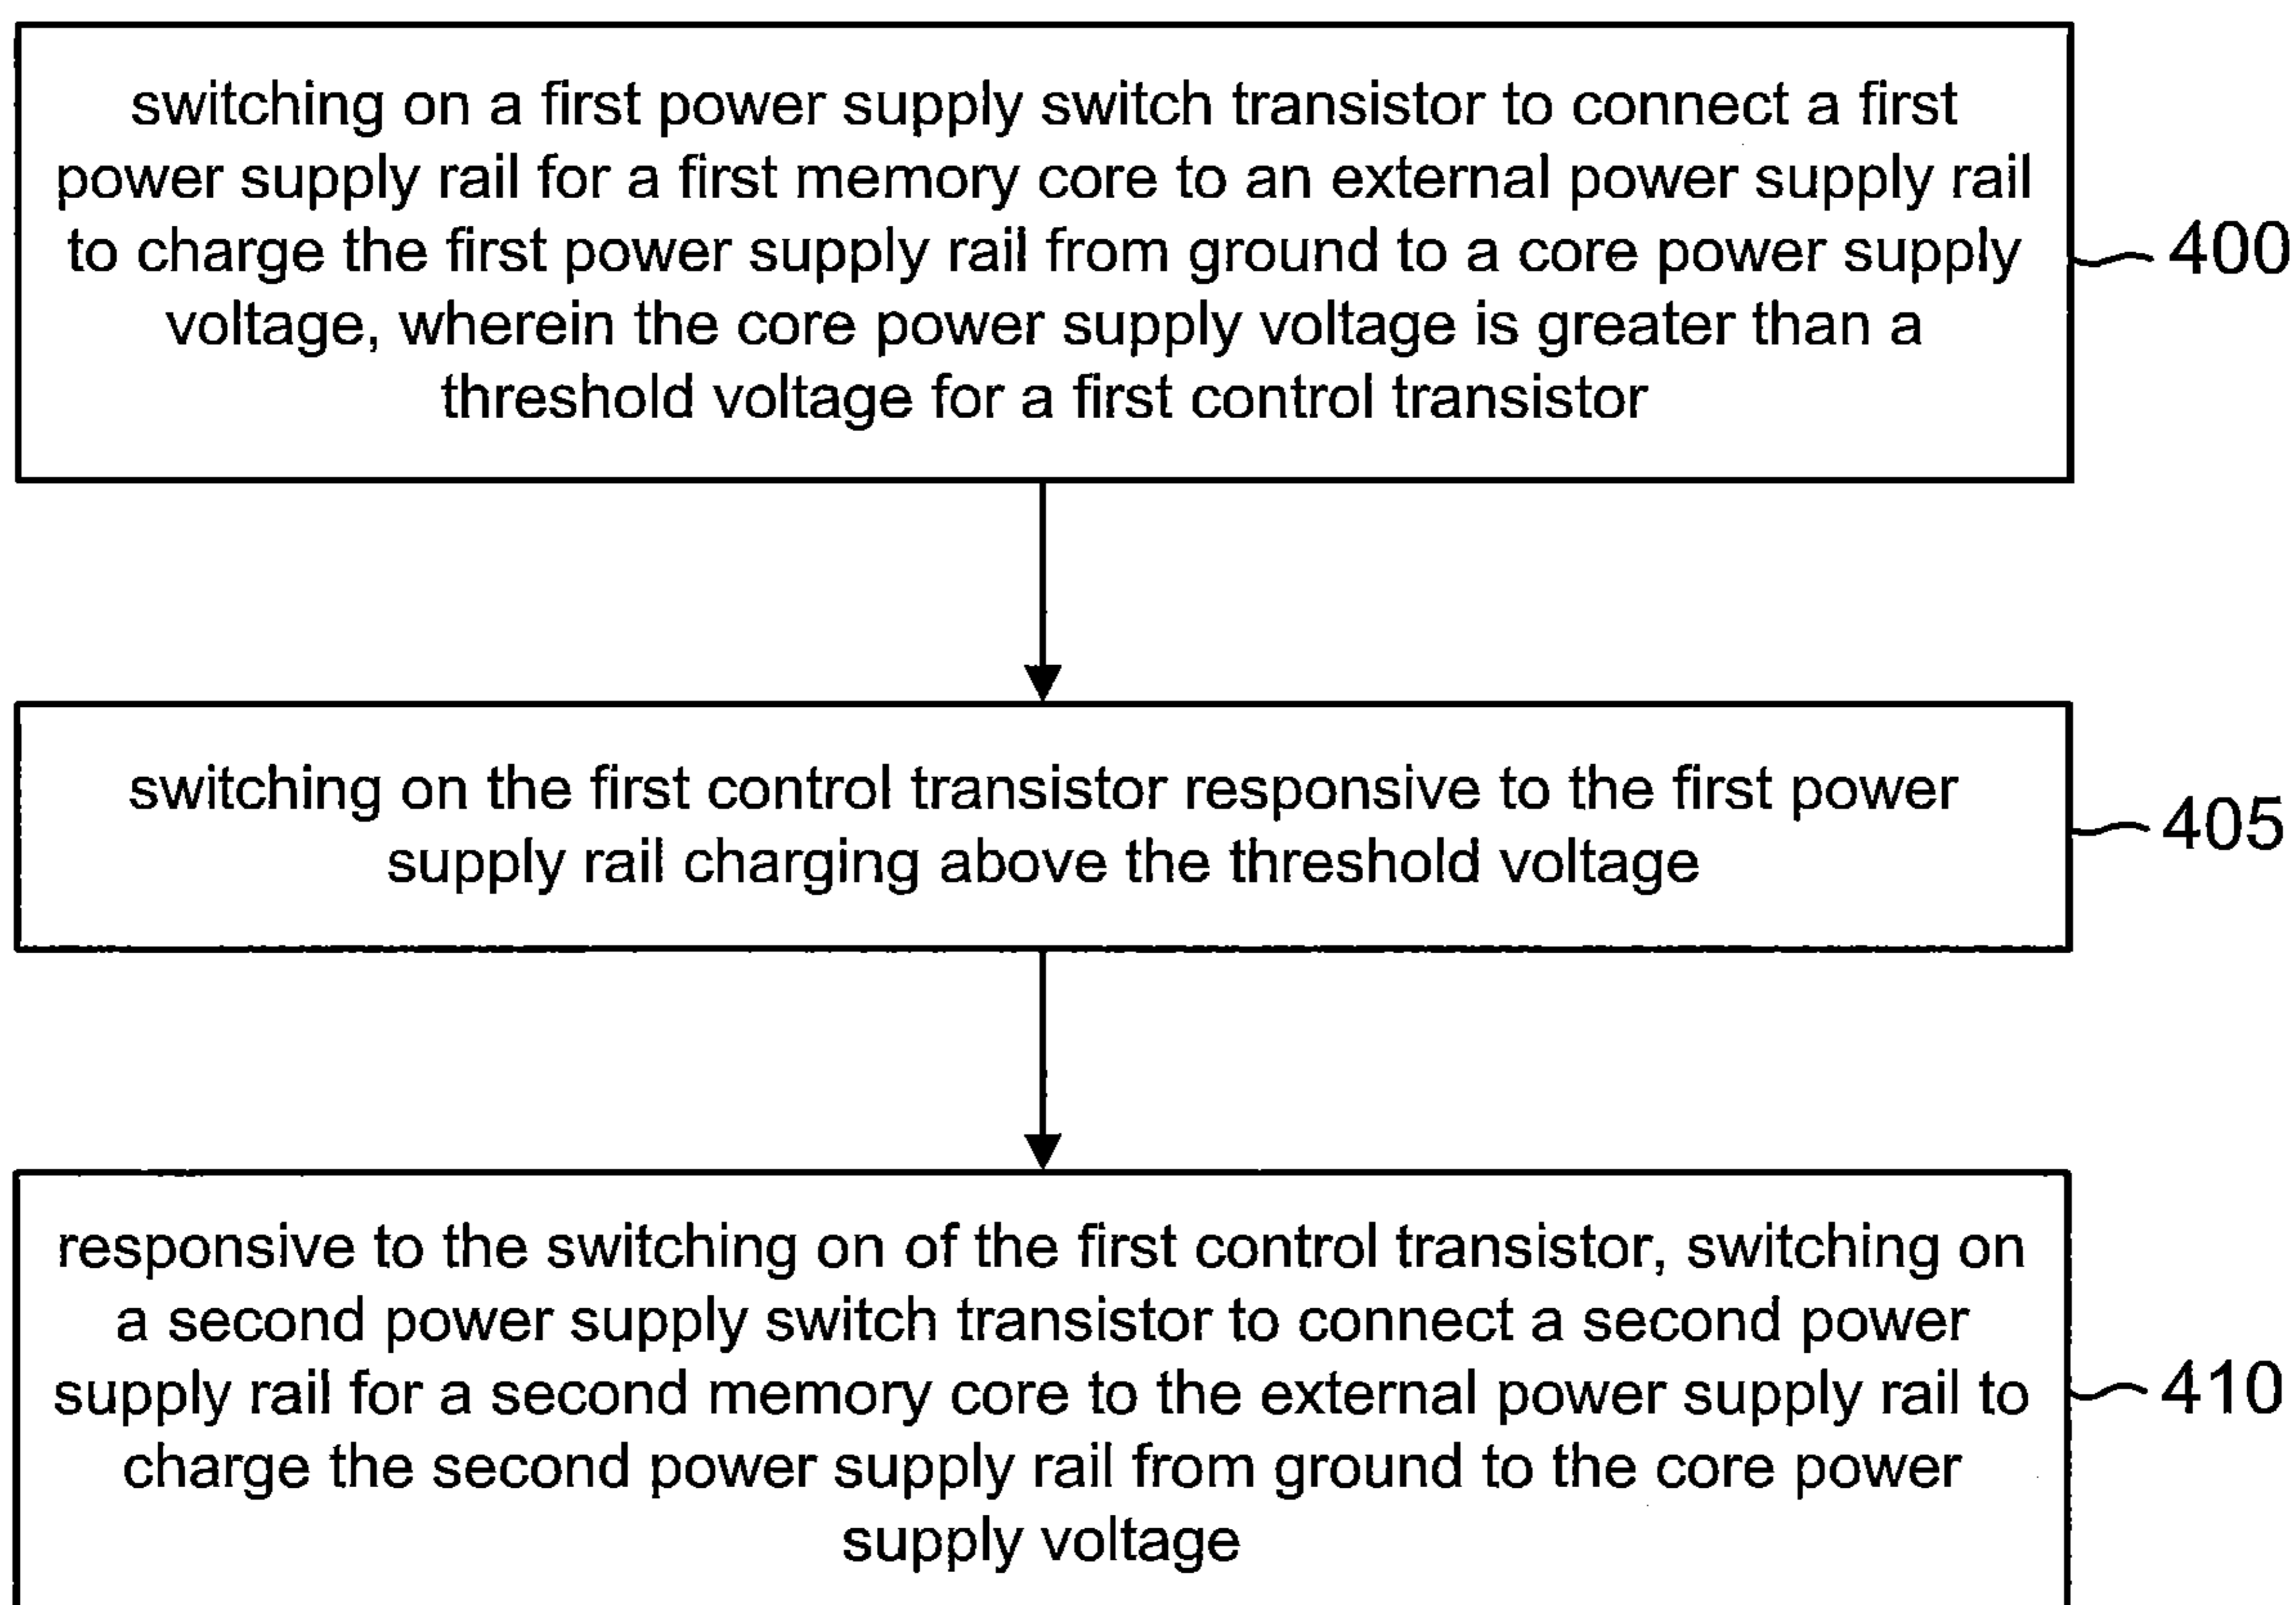 switching on a first power supply switch transistor to connect a first
power supply rail for a first memory core to an external power supply rail
to charge the first power supply rail from ground to a core power supply
voltage, wherein the core power supply voltage is greater than a
threshold voltage for a first control transistor
400
switching on the first control transistor responsive to the first power
supply rail charging above the threshold voltage
405
responsive to the switching on of the first control transistor, switching on
a second power supply switch transistor to connect a second power
supply rail for a second memory core to the external power supply rail to
charge the second power supply rail from ground to the core power
supply voltage
410